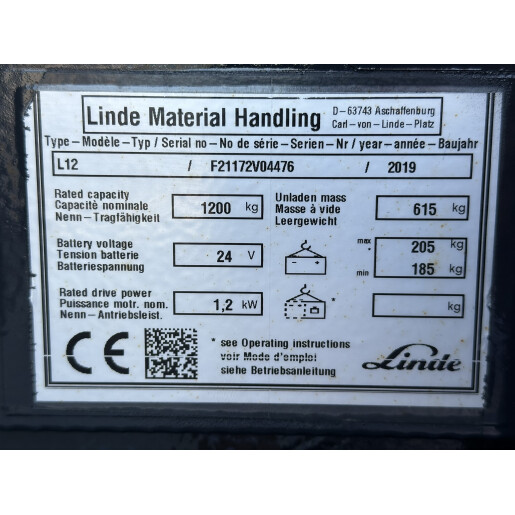 Linde Material Handling D-63743 Aschaffenburg
Carl-von-Linde-Platz
Type-Modèle-Typ / Serial no-No de série-Serien-Nr / year-année-Baujahr
L12 / F21172V04476 / 2019
Rated capacity
Capacité nominale
Nenn-Tragfähigkeit
1200 kg
Unladen mass
Masse à vide
Leergewicht
615 kg
Battery voltage
Tension batterie
Batteriespannung
24 V
- +
max * 205 kg
min 185 kg
Rated drive power
Puissance motr. nom.
Nenn-Antriebsleist.
1,2 kW
*
kg
CE
* see Operating instructions
voir Mode d'emploi
siehe Betriebsanleitung
Linde